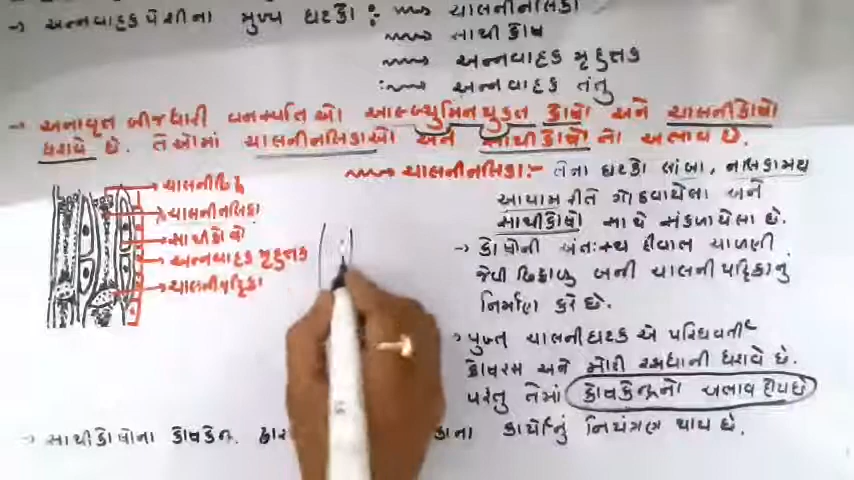 → અન્નવાહક પેશીના મુખ્ય ઘટકો : ચાલનીનલિકા
સાથી કોષ
અન્નવાહક મૃદુતક
અન્નવાહક તંતુ
→ અનાવૃત બીજધારી વનસ્પતિઓ આલ્બ્યુમિનયુક્ત કોષો અને ચાલનીકોષો
ધરાવે છે. તેઓમાં ચાલનીનલિકાઓ અને સાથીકોષોનો અભાવ છે.
ચાલનીનલિકા:- તેના ઘટકો લાંબા, નલિકામય
આયામ રીતે ગોઠવાયેલા અને
સાથીકોષો સાથે સંકળાયેલા છે.
→ કોષોની અંતઃસ્થ દીવાલ ચાળણી
જેવી છિદ્રાળુ બની ચાલનીપટ્ટિકાનું
નિર્માણ કરે છે.
→ પુખ્ત ચાલનીઘટક એ પરિઘવર્તી
કોષરસ અને મોટી રસધાની ધરાવે છે.
પરંતુ તેમાં કોષકેન્દ્રનો અભાવ હોય છે
ચાલનીછિદ્ર
ચાલનીનલિકા
સાથીકોષો
અન્નવાહક મૃદુતક
ચાલનીપટ્ટિકા
→ સાથીકોષોના કોષકેન્દ્ર કાર્યોનું નિયંત્રણ થાય છે.